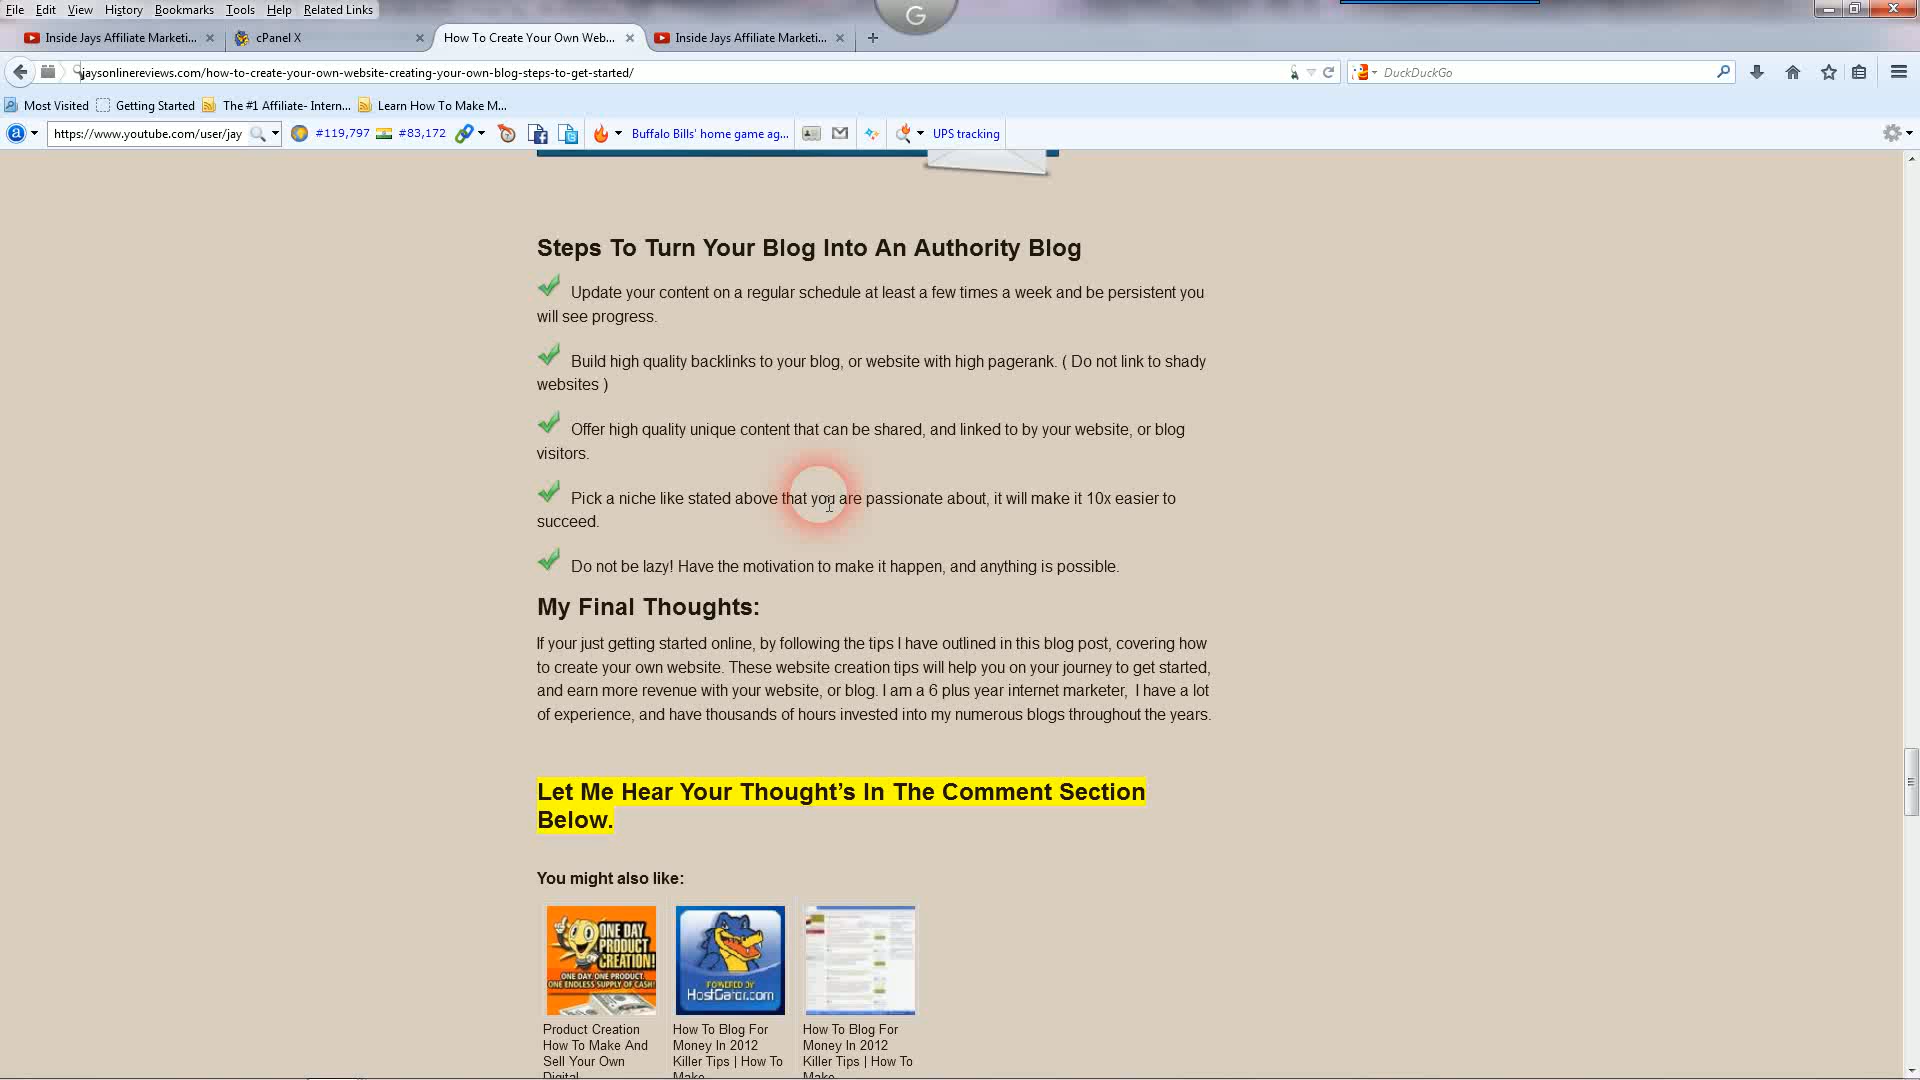 File Edit View History Bookmarks Tools Help Related Links
G
Inside Jays Affiliate Marketi...
cPanel X
How To Create Your Own Web...
Inside Jays Affiliate Marketi...
jaysonlinereviews.com/how-to-create-your-own-website-creating-your-own-blog-steps-to-get-started/
DuckDuckGo
Most Visited Getting Started The #1 Affiliate- Intern... Learn How To Make M...
https://www.youtube.com/user/jay #119,797 #83,172 Buffalo Bills' home game ag... UPS tracking
Steps To Turn Your Blog Into An Authority Blog
Update your content on a regular schedule at least a few times a week and be persistent you
will see progress.
Build high quality backlinks to your blog, or website with high pagerank. ( Do not link to shady
websites )
Offer high quality unique content that can be shared, and linked to by your website, or blog
visitors.
Pick a niche like stated above that you are passionate about, it will make it 10x easier to
succeed.
Do not be lazy! Have the motivation to make it happen, and anything is possible.
My Final Thoughts:
If your just getting started online, by following the tips I have outlined in this blog post, covering how
to create your own website. These website creation tips will help you on your journey to get started,
and earn more revenue with your website, or blog. I am a 6 plus year internet marketer, I have a lot
of experience, and have thousands of hours invested into my numerous blogs throughout the years.
Let Me Hear Your Thought’s In The Comment Section
Below.
You might also like:
ONE DAY
PRODUCT
CREATION!
ONE DAY. ONE PRODUCT.
ONE ENDLESS SUPPLY OF CASH!
POWERED BY
HostGator.com
Product Creation
How To Make And
Sell Your Own
Digital
How To Blog For
Money In 2012
Killer Tips | How To
Make
How To Blog For
Money In 2012
Killer Tips | How To
Make